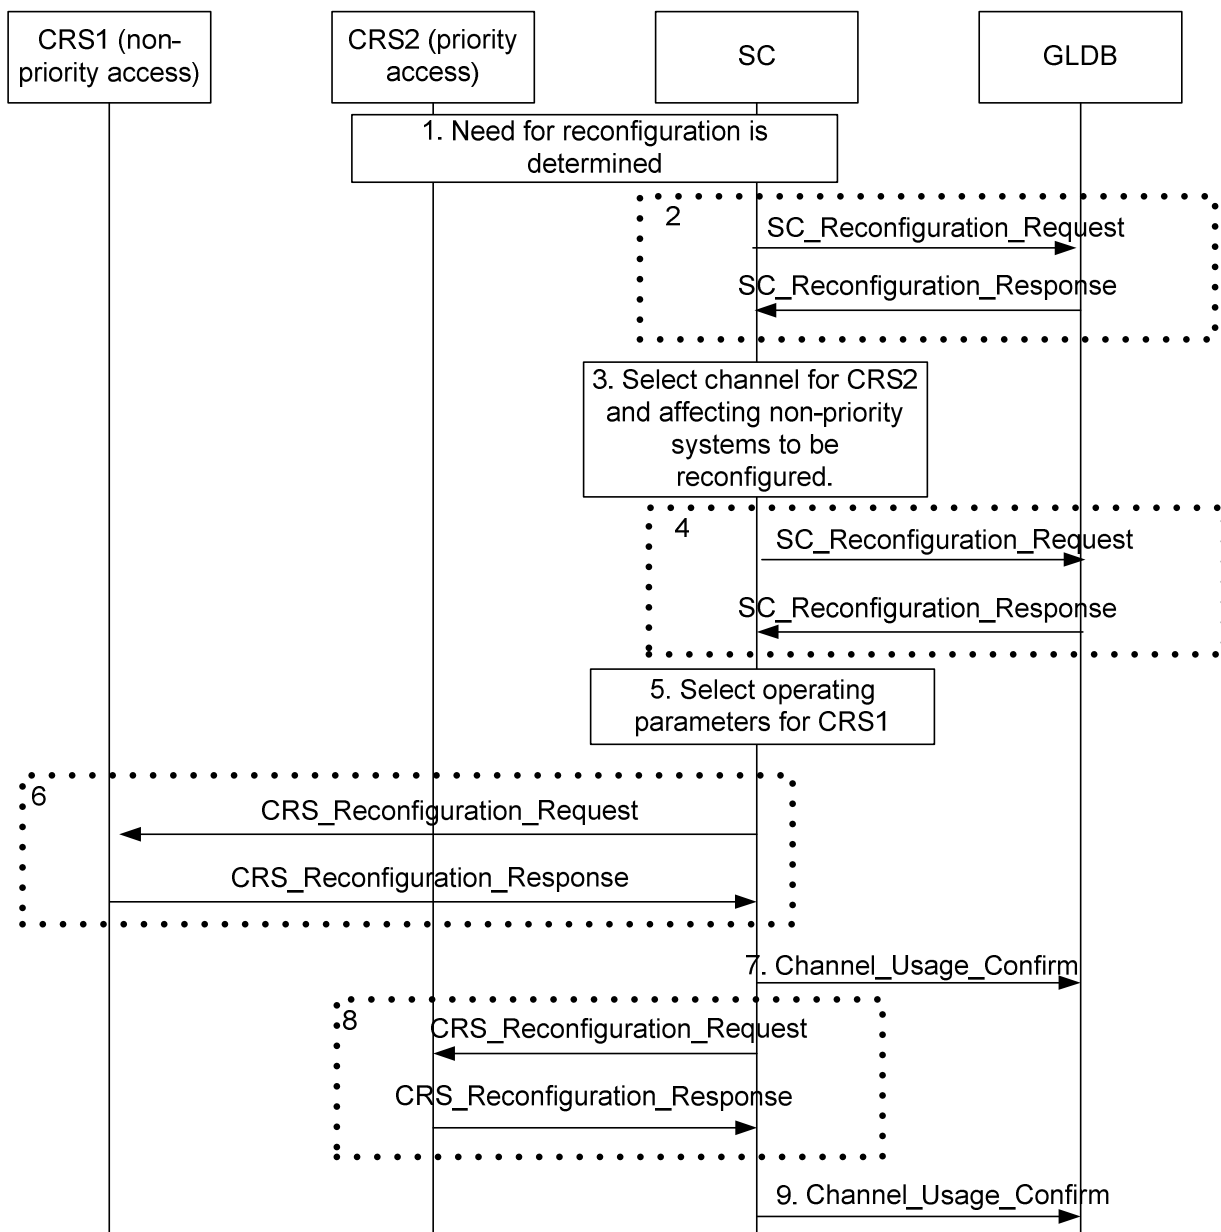 CRS1 (non-
priority access)
CRS2 (priority
access)
SC
GLDB
1. Need for reconfiguration is
determined
2
SC_Reconfiguration_Request
SC_Reconfiguration_Response
3. Select channel for CRS2
and affecting non-priority
systems to be
reconfigured.
4
SC_Reconfiguration_Request
SC_Reconfiguration_Response
5. Select operating
parameters for CRS1
6
CRS_Reconfiguration_Request
CRS_Reconfiguration_Response
7. Channel_Usage_Confirm
8
CRS_Reconfiguration_Request
CRS_Reconfiguration_Response
9. Channel_Usage_Confirm